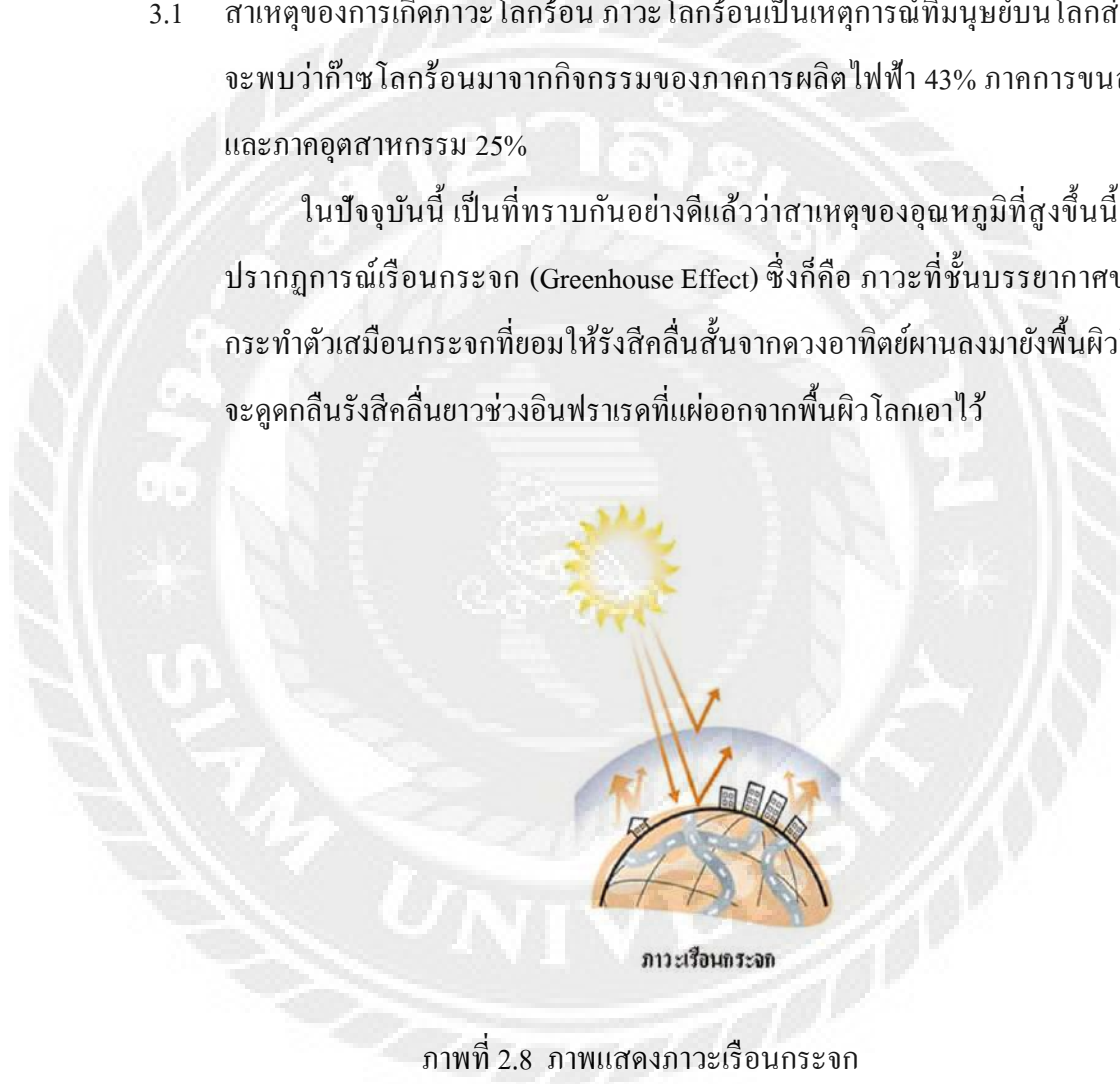 3.1 สาเหตุของการเกิดภาวะโลกร้อน ภาวะโลกร้อนเป็นเหตุการณ์ที่มนุษย์บนโลก
จะพบว่าก๊าซโลกร้อนมาจากกิจกรรมของภาคการผลิตไฟฟ้า 43% ภาคการ
และภาคอุตสาหกรรม 25%
ในปัจจุบันนี้ เป็นที่ทราบกันอย่างดีแล้วว่าสาเหตุของอุณหภูมิที่สูงขึ้นนี้
ปรากฏการณ์เรือนกระจก (Greenhouse Effect) ซึ่งก็คือ ภาวะที่ชั้นบรรยากาศ
กระทำตัวเสมือนกระจกที่ยอมให้รังสีคลื่นสั้นจากดวงอาทิตย์ผ่านลงมายังพื้นผิว
จะดูดกลืนรังสีคลื่นยาวช่วงอินฟราเรดที่แผ่ออกจากพื้นผิวโลกเอาไว้
ภาวะเรือนกระจก
ภาพที่ 2.8 ภาพแสดงภาวะเรือนกระจก
SIAM UNIVERSITY